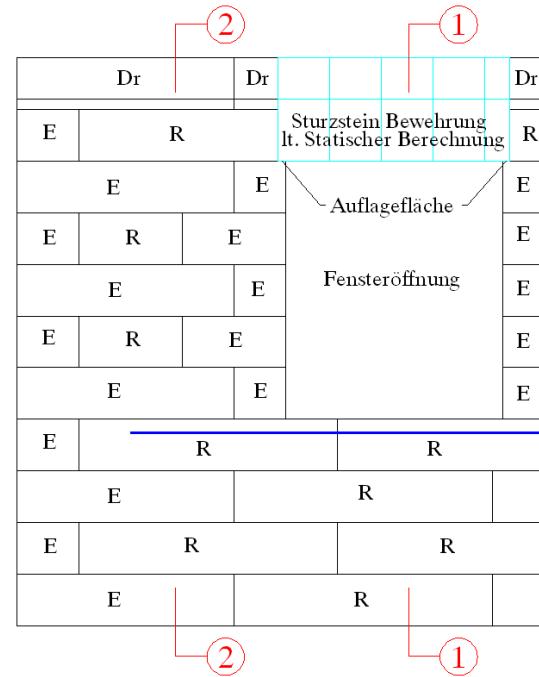 2 1
Dr Dr Dr
E R Sturzstein Bewehrung R
lt. Statischer Berechnung
E E E
Auflagefläche
E R E E
Fensteröffnung
E E E
E R E E
E E E
E R R
E R
E R R
E R
2 1